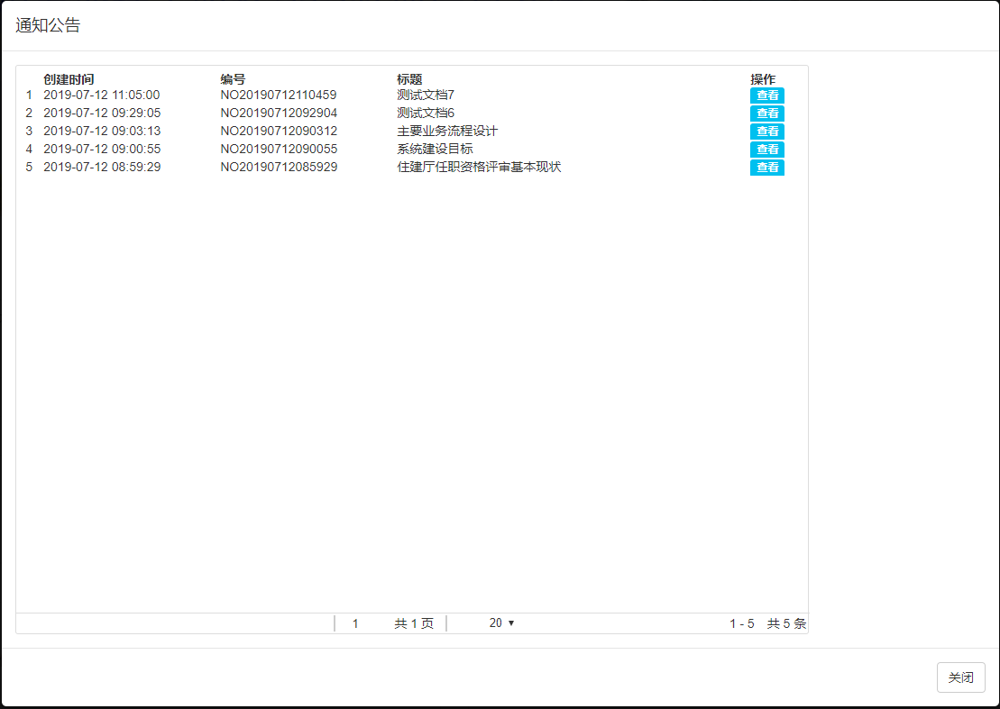 通知公告
创建时间 编号 标题 操作
1 2019-07-12 11:05:00 NO20190712110459 测试文档7 查看
2 2019-07-12 09:29:05 NO20190712092904 测试文档6 查看
3 2019-07-12 09:03:13 NO20190712090312 主要业务流程设计 查看
4 2019-07-12 09:00:55 NO20190712090055 系统建设目标 查看
5 2019-07-12 08:59:29 NO20190712085929 住建厅任职资格评审基本现状 查看
1 共 1 页 20 1 - 5 共 5 条
关闭